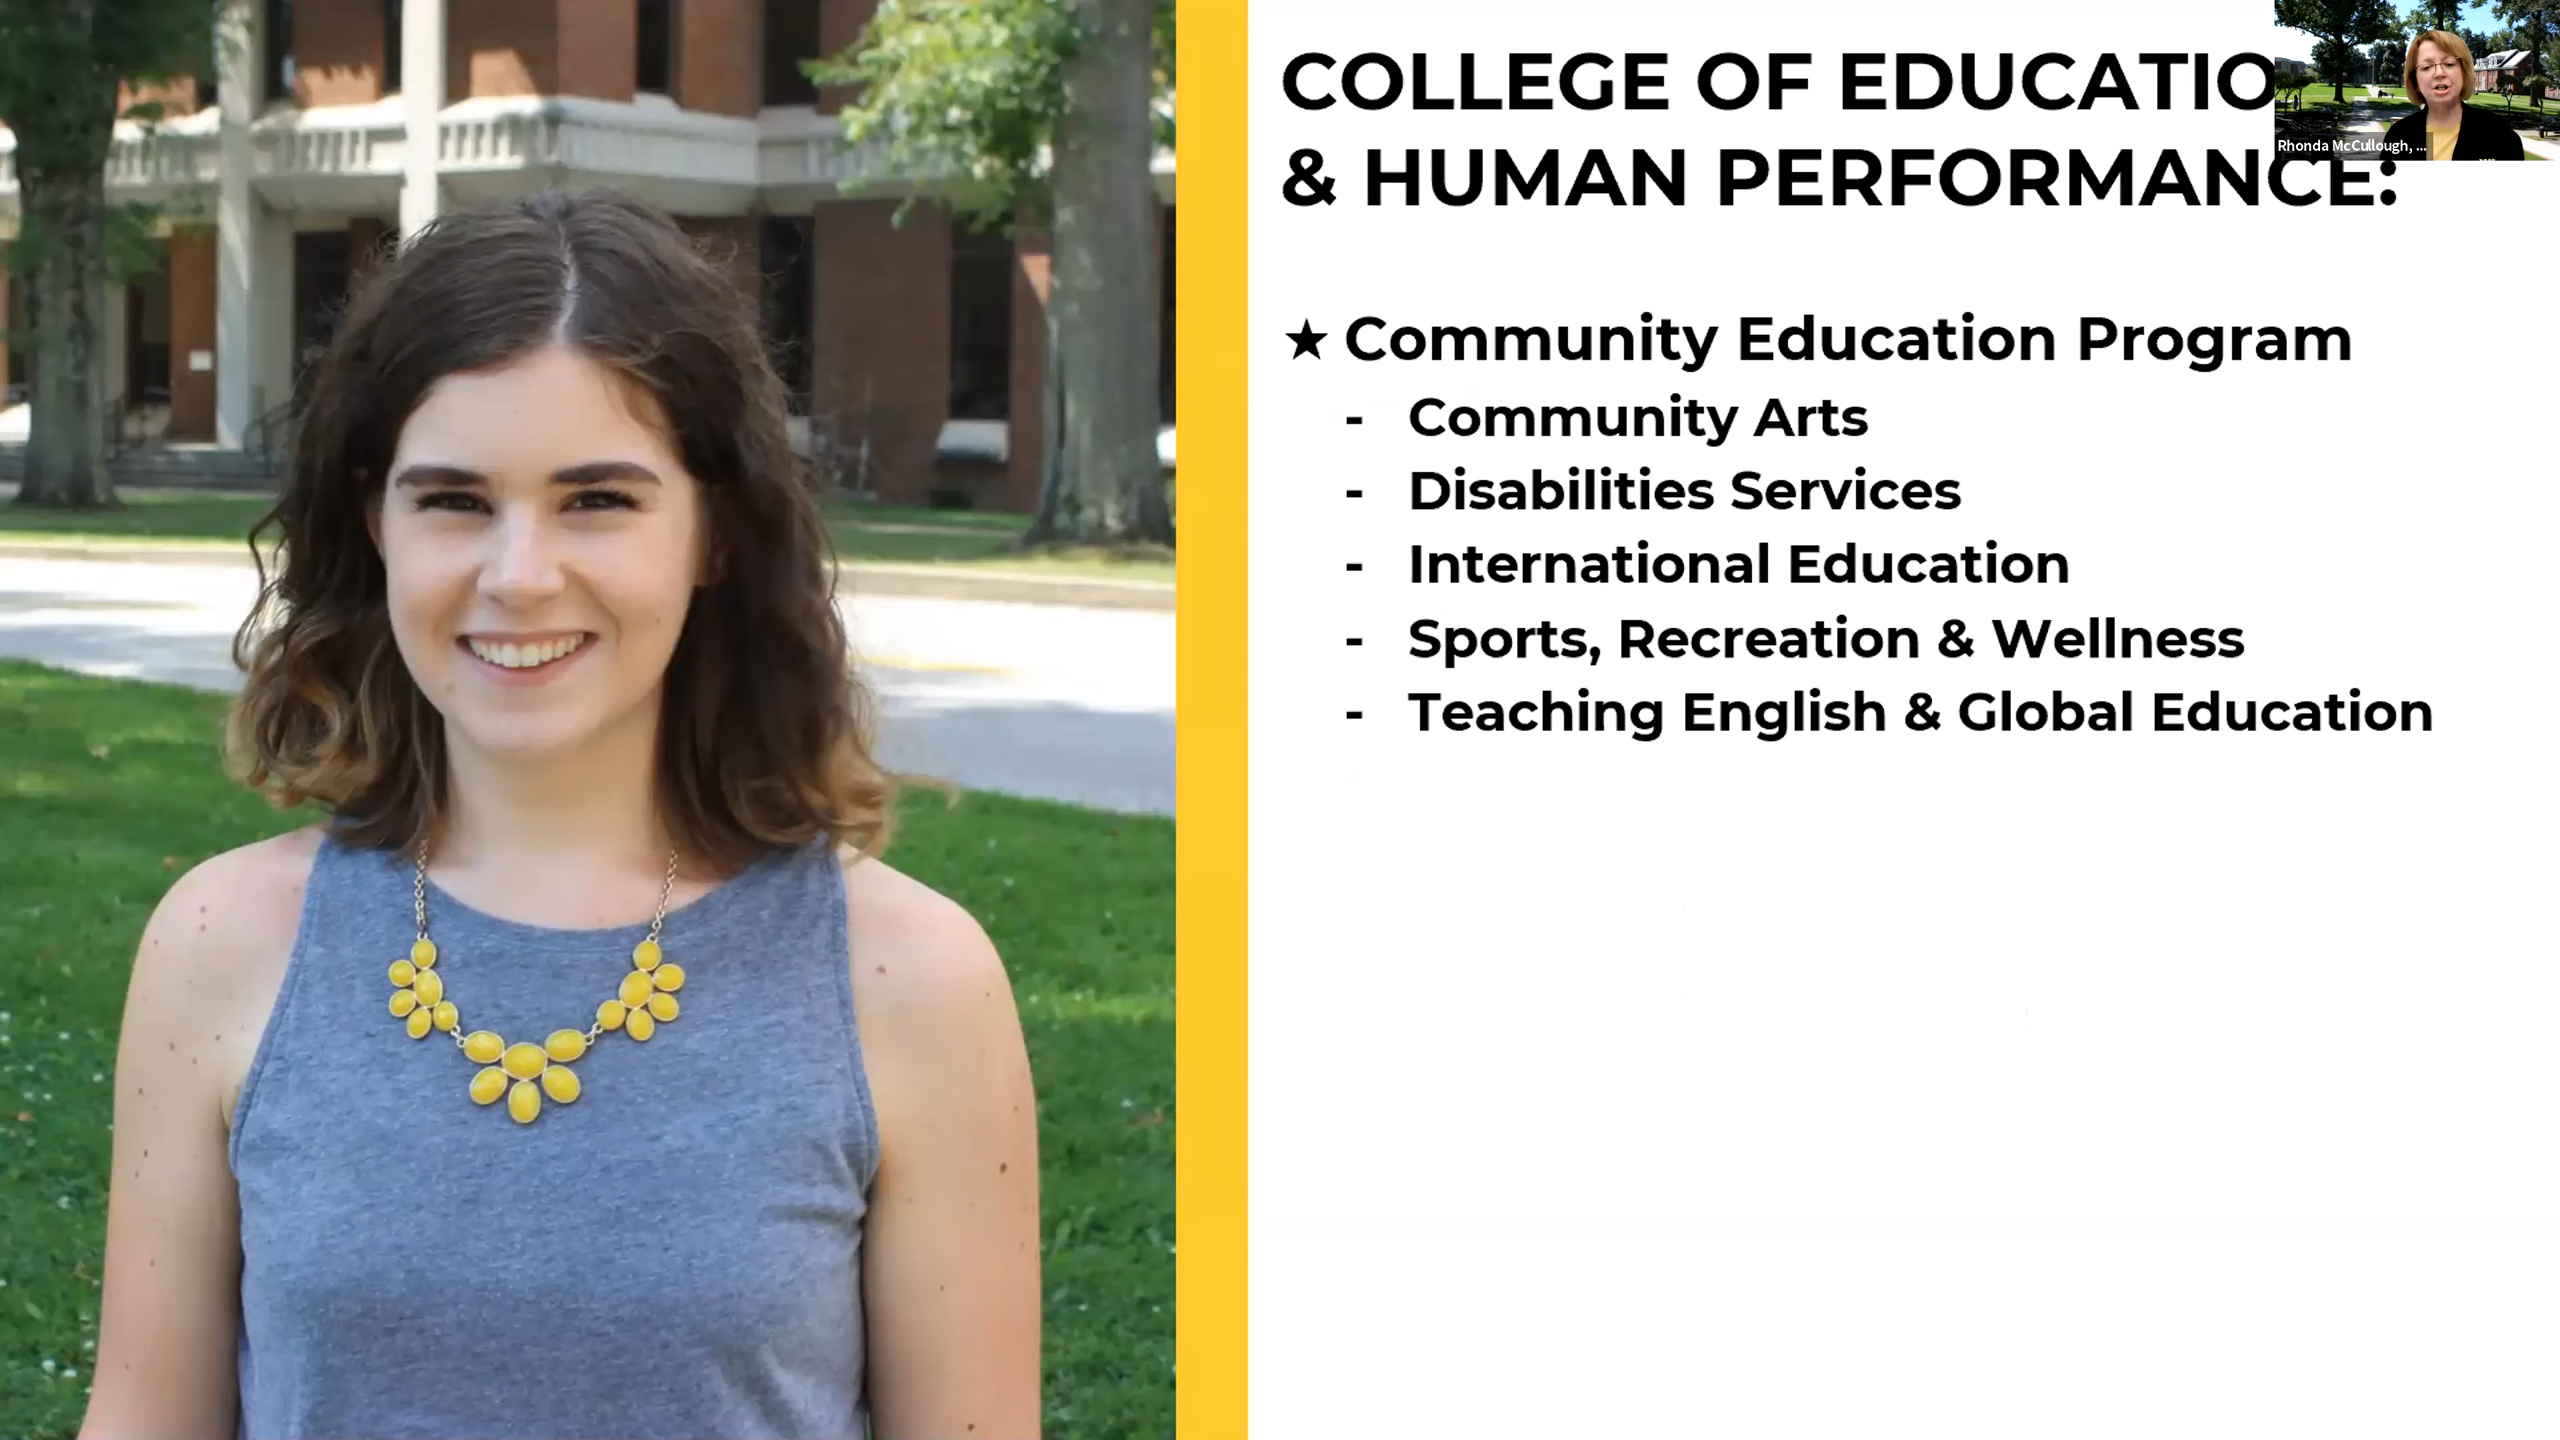 COLLEGE OF EDUCATIO
& HUMAN PERFORMANCE:
Rhonda McCullough, ...
★ Community Education Program
- Community Arts
- Disabilities Services
- International Education
- Sports, Recreation & Wellness
- Teaching English & Global Education